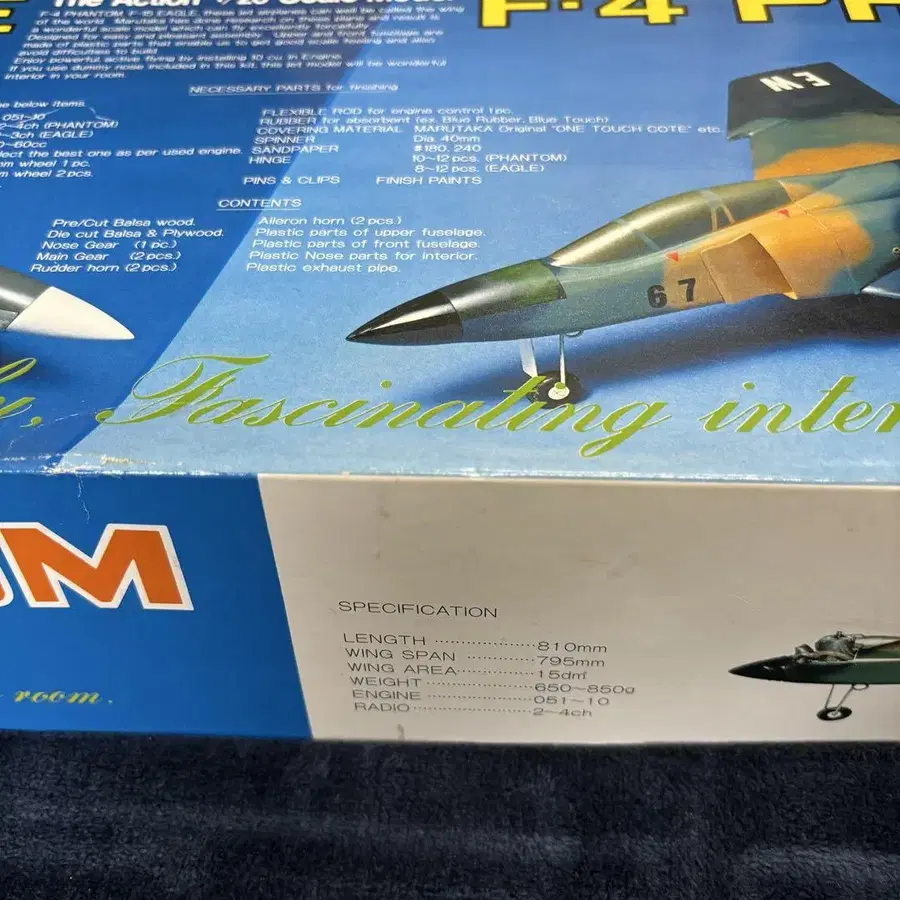 The Action 1/20 Scale Model
F-4 PHANTOM, F-15 EAGLE, these jet airplanes can well be called the wing
of the world. Marutaka has done research on these plane and result is
a wonderful scale model which can fly excellently forcefully.
Designed for easy and pleasant assembly. Upper and front fuselage are
made of plastic parts that enable us to get good scale feeling and also
avoid difficulties to build.
Enjoy powerful, active flying by installing 10 cu in Engine.
If you use dummy nose included in this kit, this jet model will be wonderful
interior in your room.
F-4 PH
NECESSARY PARTS for finishing
e below items.
051~10
2~4ch (PHANTOM)
~3ch (EAGLE)
0~60cc
lect the best one as per used engine.
m wheel 1 pc.
m wheel 2 pcs.
FLEXIBLE ROD for engine control 1 pc.
RUBBER for absorbent (ex. Blue Rubber, Blue Touch)
COVERING MATERIAL MARUTAKA Original "ONE TOUCH COTE" etc.
SPINNER Dia. 40mm
SANDPAPER #180, 240
HINGE 10~12 pcs. (PHANTOM)
8~12 pcs. (EAGLE)
PINS & CLIPS FINISH PAINTS
CONTENTS
Pre/Cut Balsa wood.
Die cut Balsa & Plywood.
Nose Gear (1 pc.)
Main Gear (2 pcs.)
Rudder horn (2 pcs.)
Aileron horn (2 pcs.)
Plastic parts of upper fuselage.
Plastic parts of front fuselage.
Plastic Nose parts for interior.
Plastic exhaust pipe.
EW
67
Fascinating inter
UM
room.
SPECIFICATION
LENGTH 810mm
WING SPAN 795mm
WING AREA 15dm²
WEIGHT 650~850g
ENGINE 051~10
RADIO 2~4ch